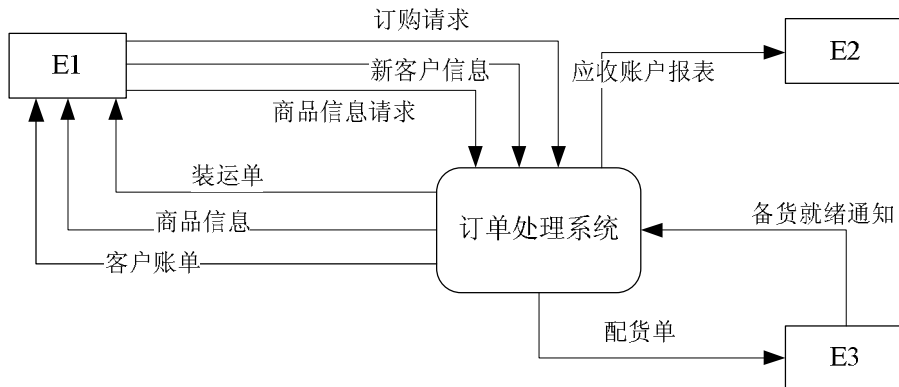 订购请求
E1
新客户信息
应收账户报表
E2
商品信息请求
装运单
商品信息
订单处理系统
备货就绪通知
客户账单
配货单
E3